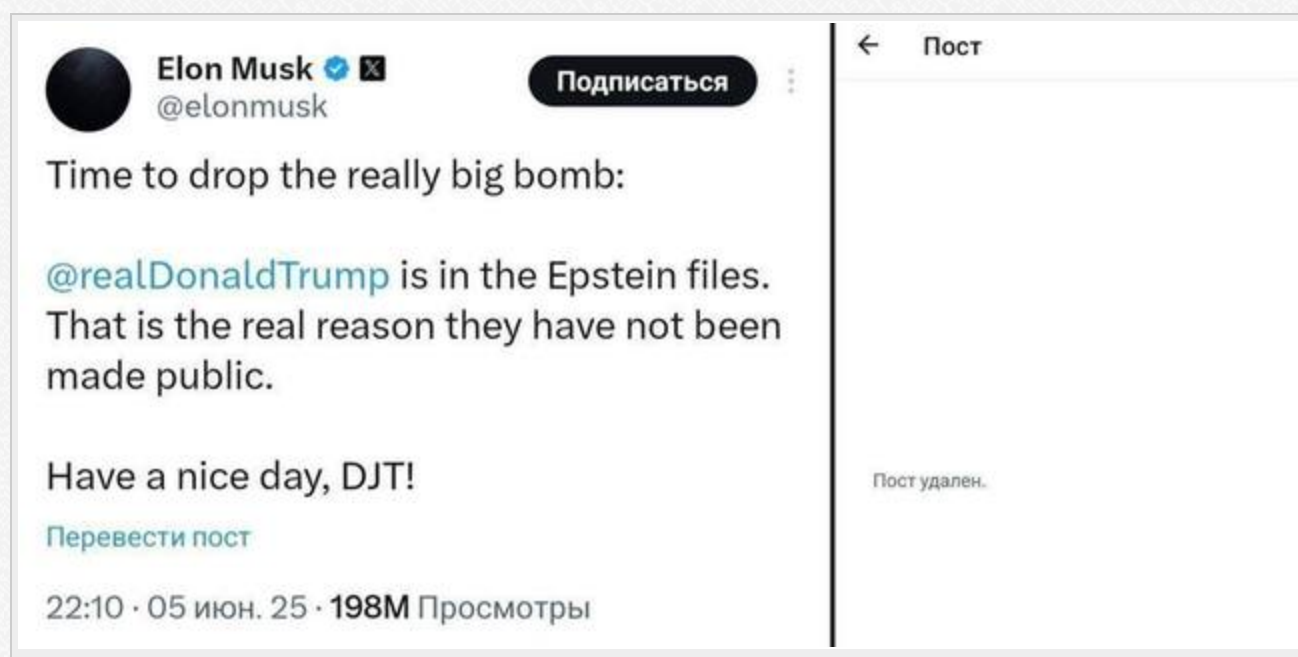 Elon Musk
@elonmusk
Подписаться
Time to drop the really big bomb:
@realDonaldTrump is in the Epstein files.
That is the real reason they have not been
made public.
Have a nice day, DJT!
Перевести пост
22:10 · 05 июн. 25 · 198M Просмотры
Пост
Пост удален.